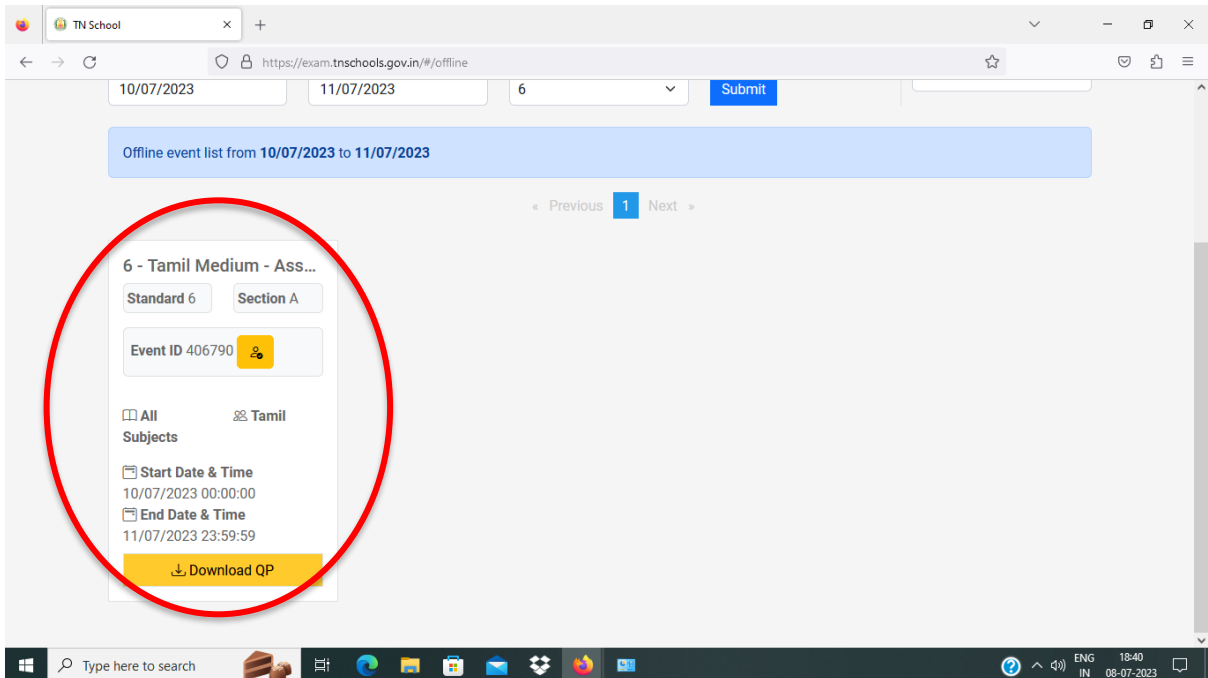 TN School
https://exam.tnschools.gov.in/#/offline
10/07/2023 11/07/2023 6 Submit
Offline event list from 10/07/2023 to 11/07/2023
« Previous 1 Next »
6 - Tamil Medium - Ass...
Standard 6 Section A
Event ID 406790
All Subjects Tamil
Start Date & Time
10/07/2023 00:00:00
End Date & Time
11/07/2023 23:59:59
Download QP
Type here to search
ENG 18:40
IN 08-07-2023